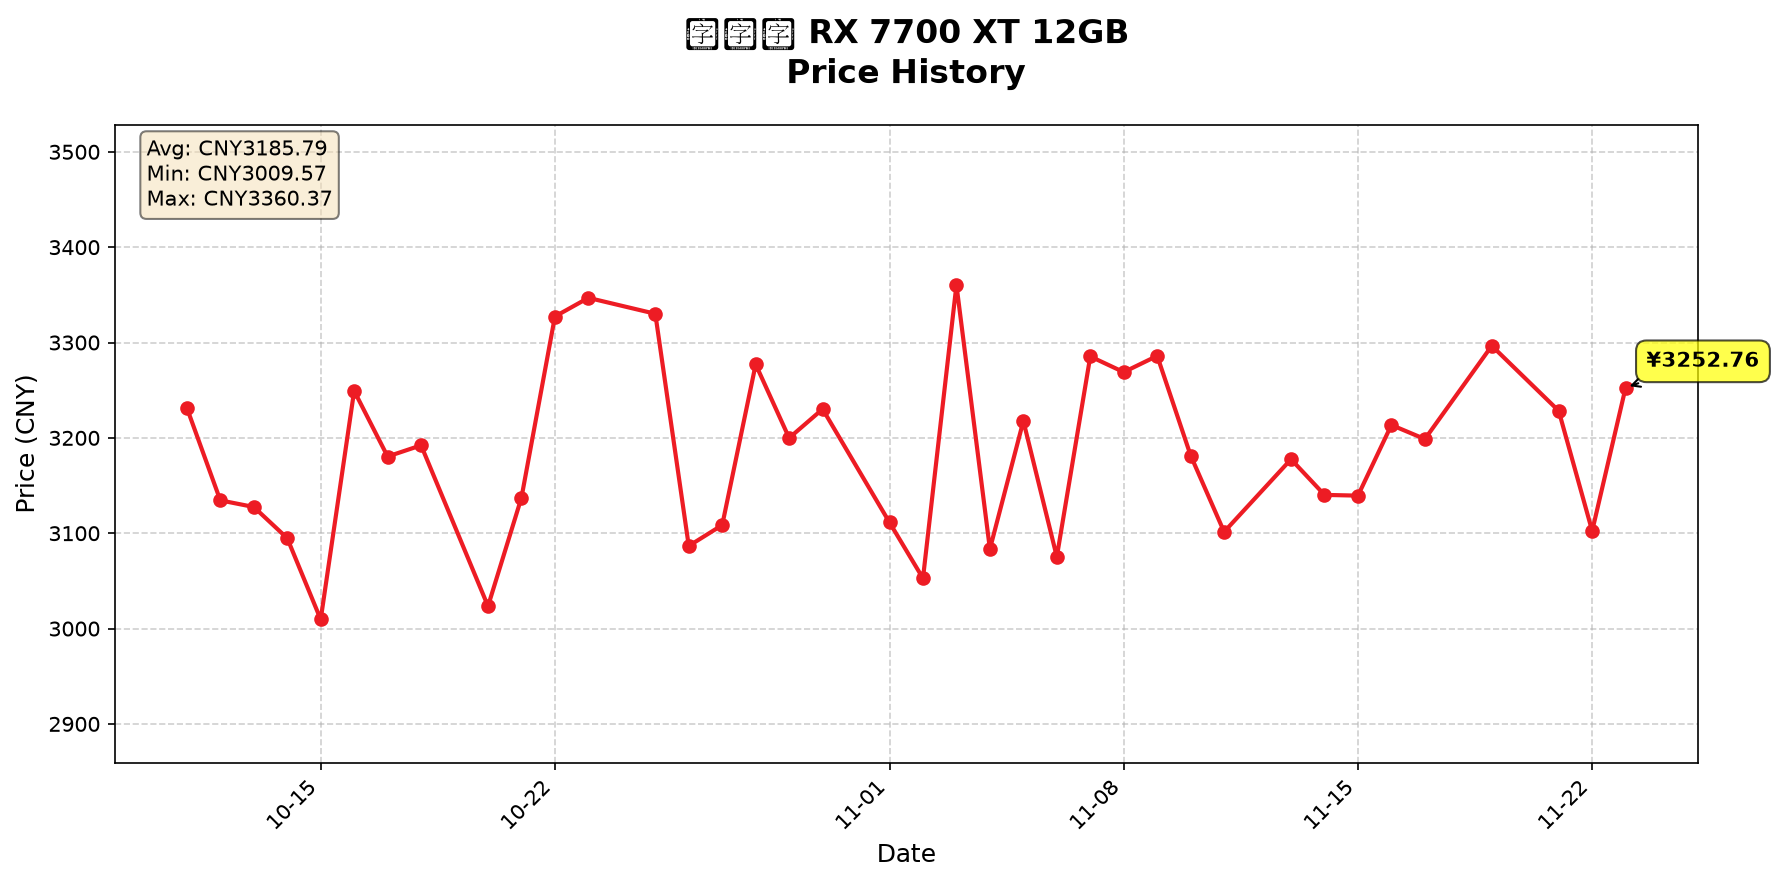 RX 7700 XT 12GB
Price History
Avg: CNY3185.79
Min: CNY3009.57
Max: CNY3360.37
¥3252.76
Price (CNY)
3500
3400
3300
3200
3100
3000
2900
10-15
10-22
11-01
11-08
11-15
11-22
Date